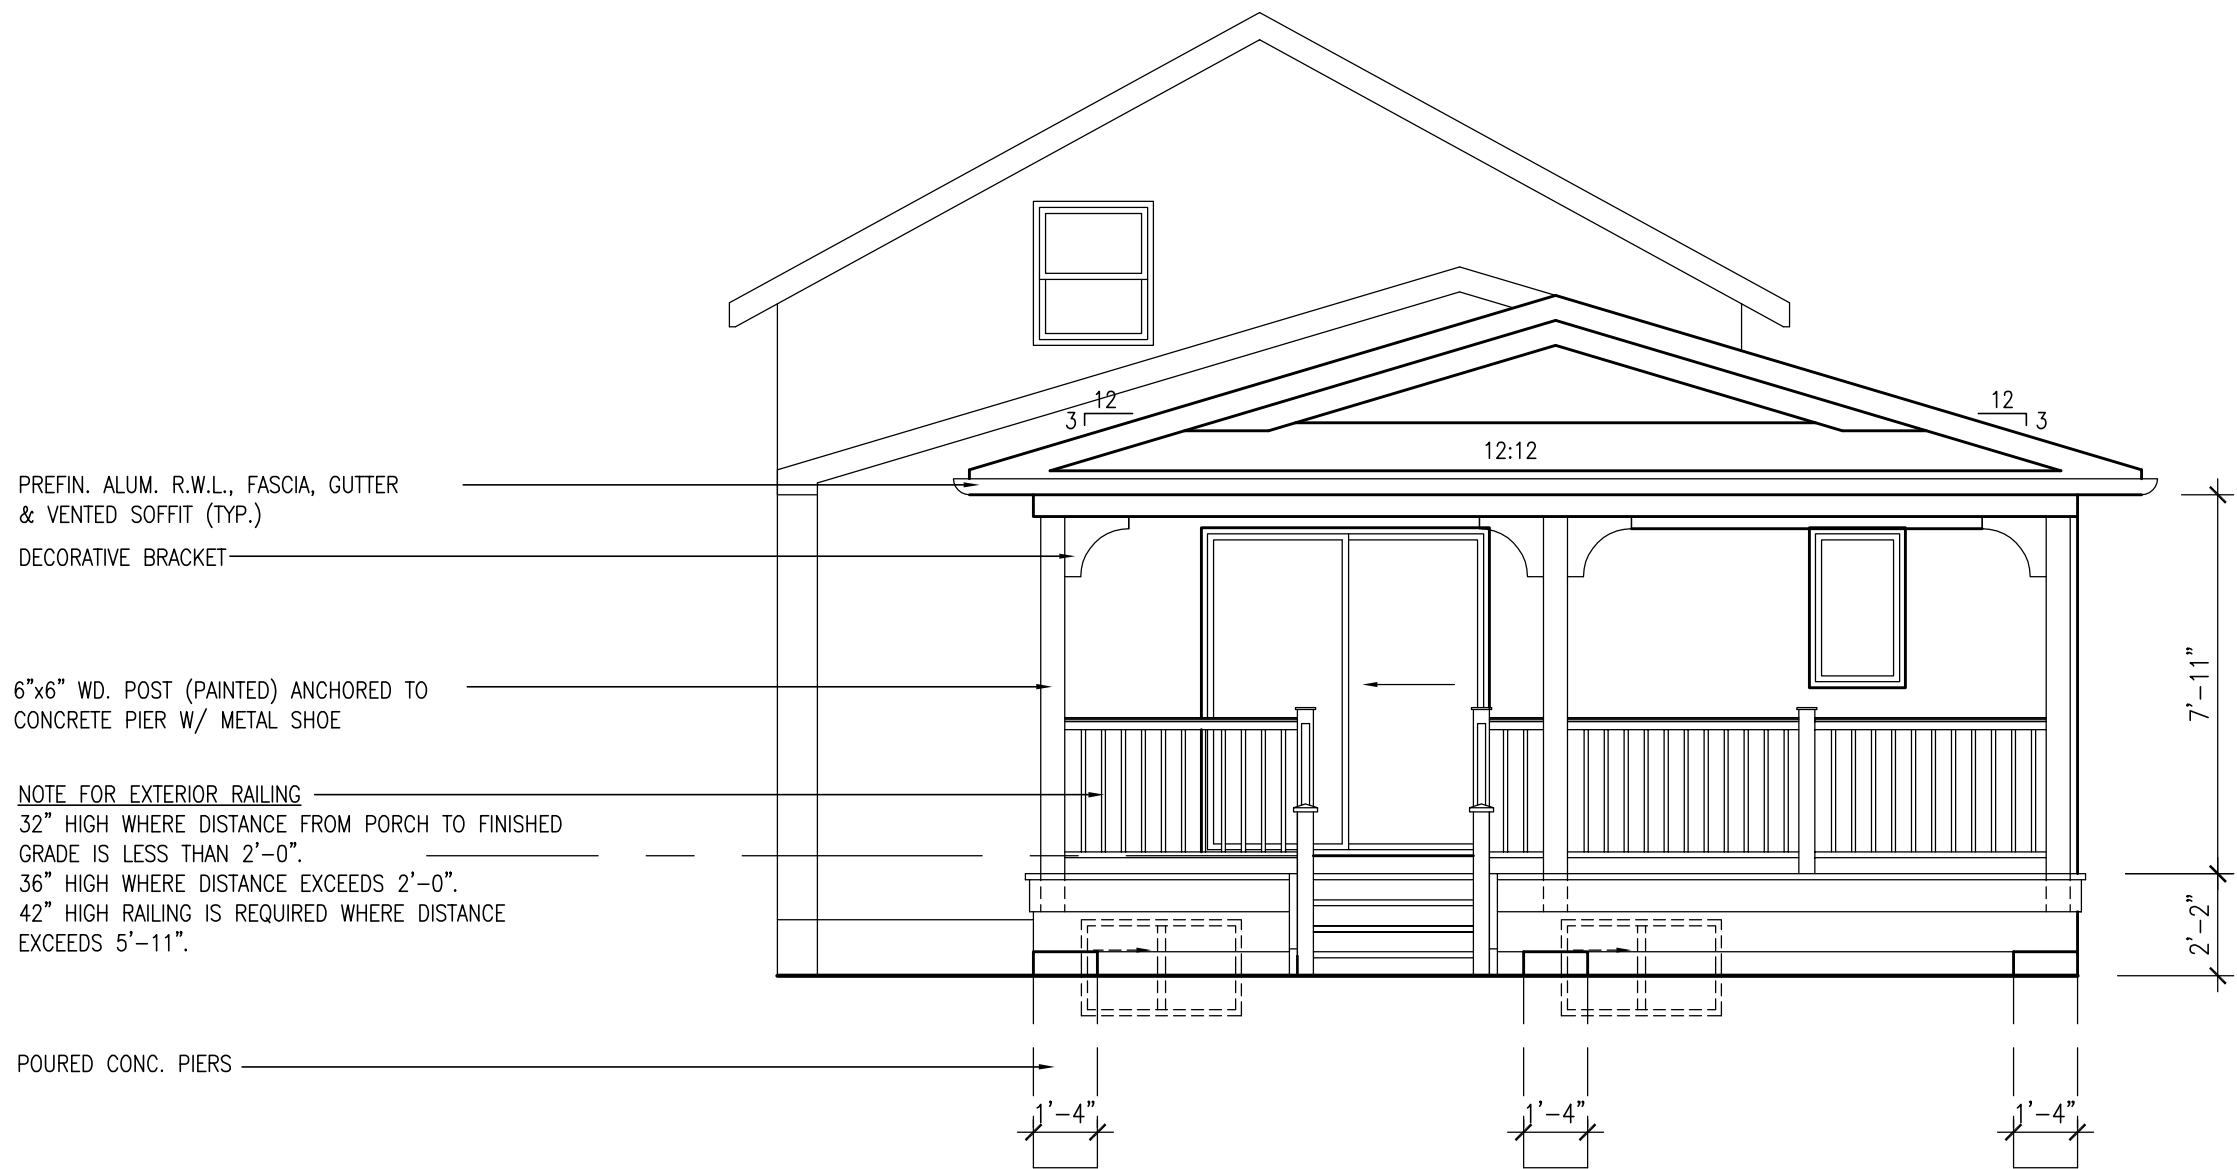 12
3
12
3
12:12
PREFIN. ALUM. R.W.L., FASCIA, GUTTER
& VENTED SOFFIT (TYP.)
DECORATIVE BRACKET
6"x6" WD. POST (PAINTED) ANCHORED TO
CONCRETE PIER W/ METAL SHOE
7'-11"
NOTE FOR EXTERIOR RAILING
32" HIGH WHERE DISTANCE FROM PORCH TO FINISHED
GRADE IS LESS THAN 2'-0".
36" HIGH WHERE DISTANCE EXCEEDS 2'-0".
42" HIGH RAILING IS REQUIRED WHERE DISTANCE
EXCEEDS 5'-11".
2'-2"
POURED CONC. PIERS
1'-4"
1'-4"
1'-4"